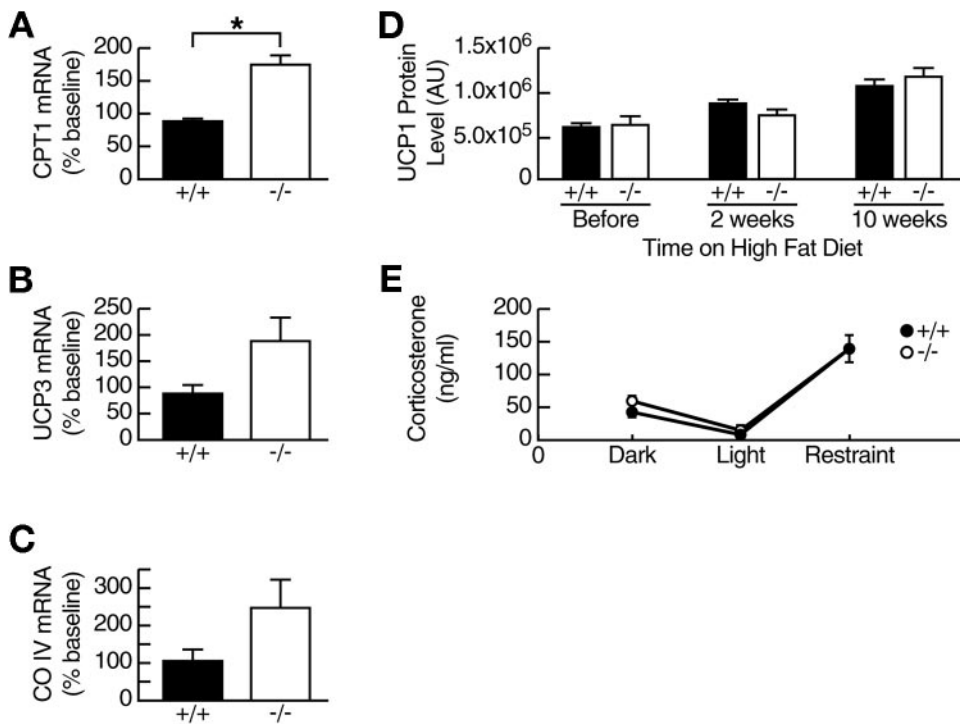 A
CPT1 mRNA
(% baseline)
200
150
100
50
0
*
+/+ -/-
B
UCP3 mRNA
(% baseline)
250
200
150
100
50
0
+/+ -/-
C
CO IV mRNA
(% baseline)
300
200
100
0
+/+ -/-
D
UCP1 Protein
Level (AU)
1.5x10⁶
1.0x10⁶
5.0x10⁵
0
+/+ -/- +/+ -/- +/+ -/-
Before 2 weeks 10 weeks
Time on High Fat Diet
E
Corticosterone
(ng/ml)
200
150
100
50
0
+/+
-/-
0 Dark Light Restraint